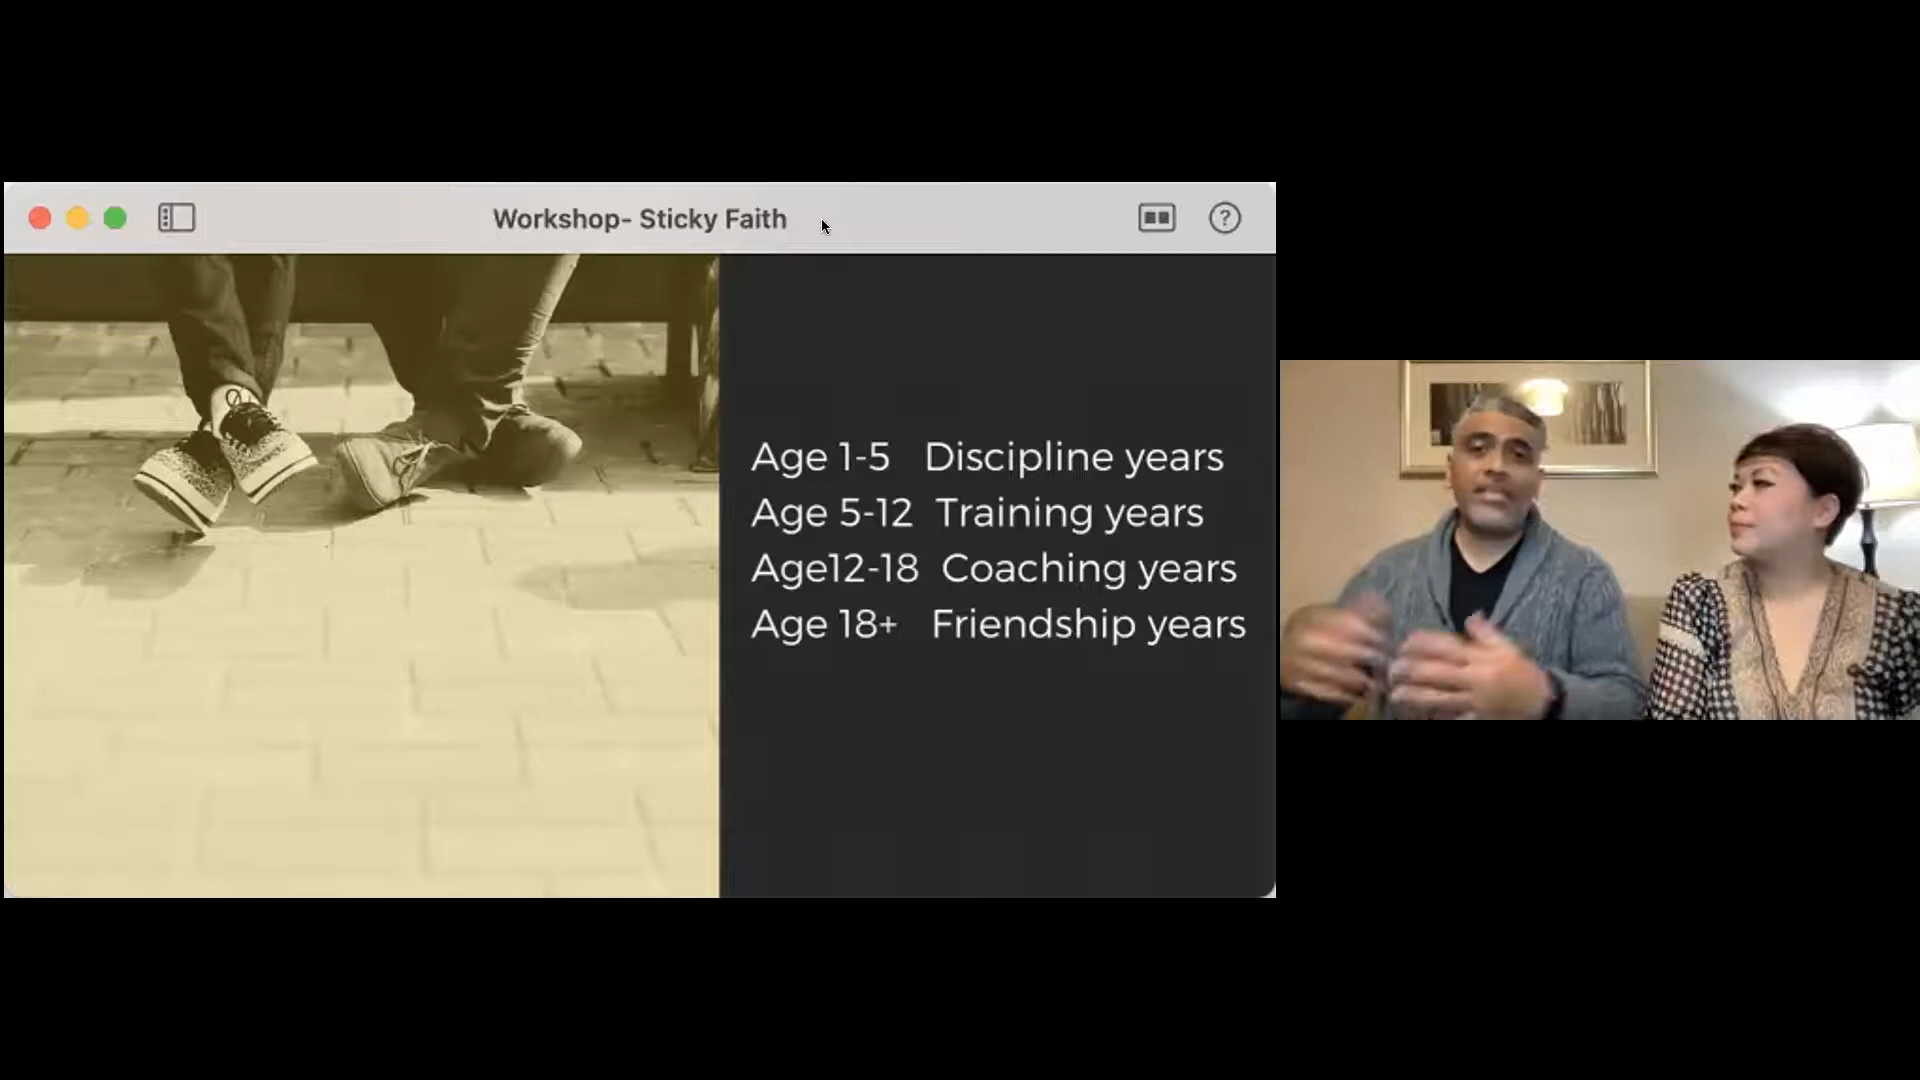 Workshop- Sticky Faith
?
Age 1-5 Discipline years
Age 5-12 Training years
Age12-18 Coaching years
Age 18+ Friendship years